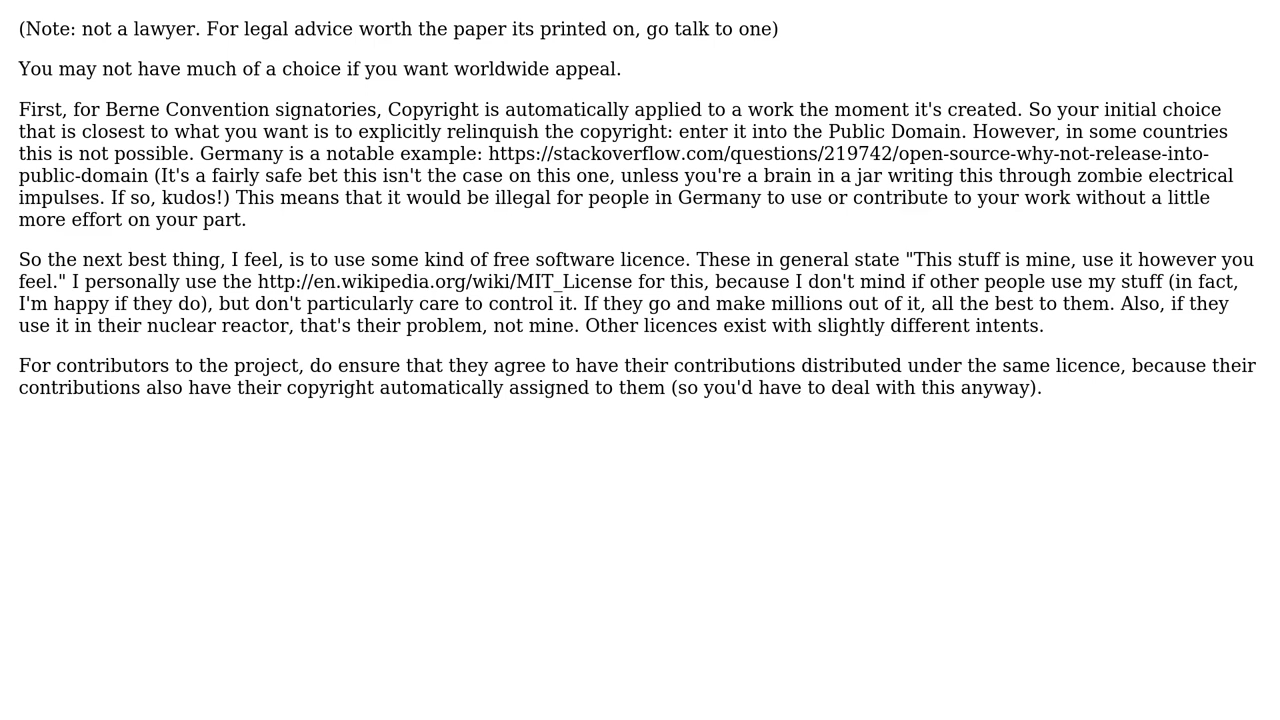 (Note: not a lawyer. For legal advice worth the paper its printed on, go talk to one)
You may not have much of a choice if you want worldwide appeal.
First, for Berne Convention signatories, Copyright is automatically applied to a work the moment it's created. So your initial choice
that is closest to what you want is to explicitly relinquish the copyright: enter it into the Public Domain. However, in some countries
this is not possible. Germany is a notable example: https://stackoverflow.com/questions/219742/open-source-why-not-release-into-
public-domain (It's a fairly safe bet this isn't the case on this one, unless you're a brain in a jar writing this through zombie electrical
impulses. If so, kudos!) This means that it would be illegal for people in Germany to use or contribute to your work without a little
more effort on your part.
So the next best thing, I feel, is to use some kind of free software licence. These in general state "This stuff is mine, use it however you
feel." I personally use the http://en.wikipedia.org/wiki/MIT_License for this, because I don't mind if other people use my stuff (in fact,
I'm happy if they do), but don't particularly care to control it. If they go and make millions out of it, all the best to them. Also, if they
use it in their nuclear reactor, that's their problem, not mine. Other licences exist with slightly different intents.
For contributors to the project, do ensure that they agree to have their contributions distributed under the same licence, because their
contributions also have their copyright automatically assigned to them (so you'd have to deal with this anyway).